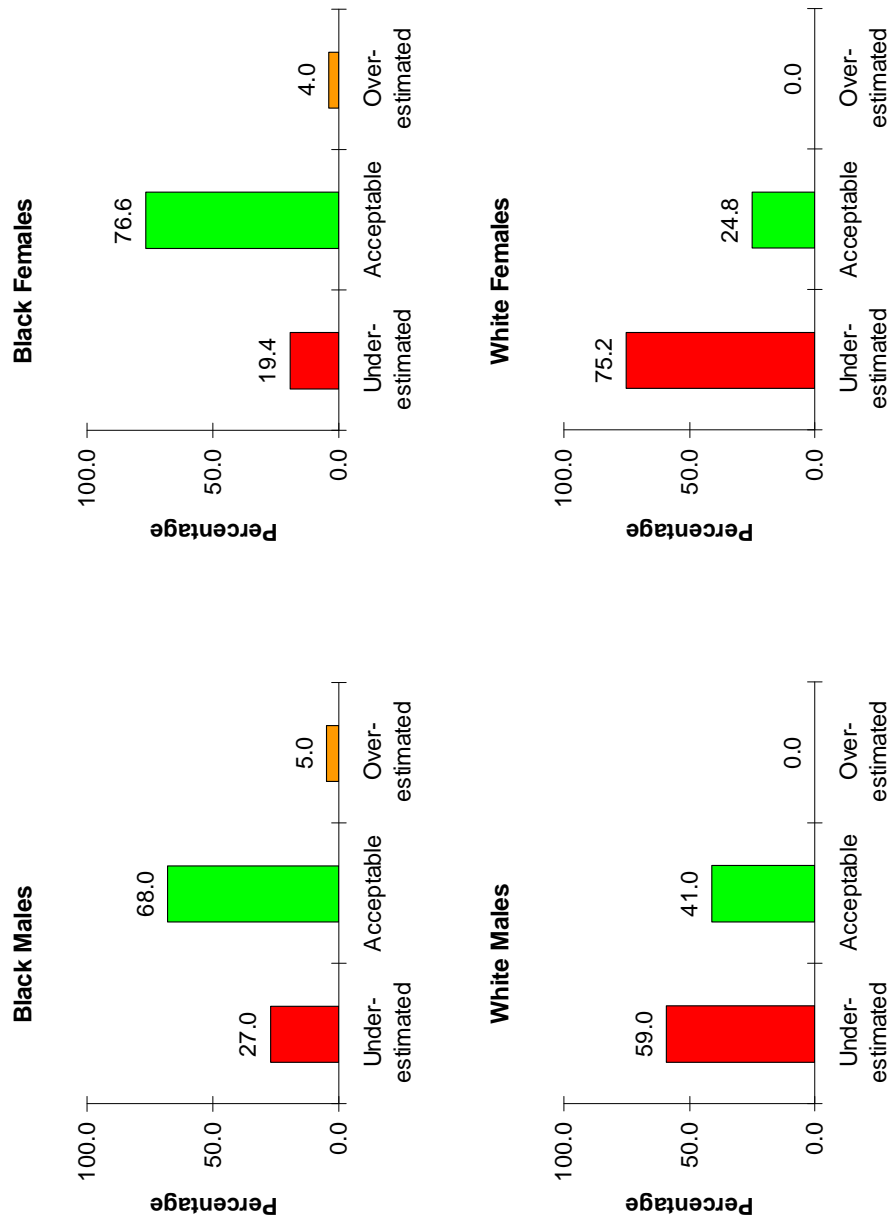 Black Males
Percentage
100.0
50.0
0.0
27.0
68.0
5.0
Under-
estimated
Acceptable
Over-
estimated
Black Females
Percentage
100.0
50.0
0.0
19.4
76.6
4.0
Under-
estimated
Acceptable
Over-
estimated
White Males
Percentage
100.0
50.0
0.0
59.0
41.0
0.0
Under-
estimated
Acceptable
Over-
estimated
White Females
Percentage
100.0
50.0
0.0
75.2
24.8
0.0
Under-
estimated
Acceptable
Over-
estimated